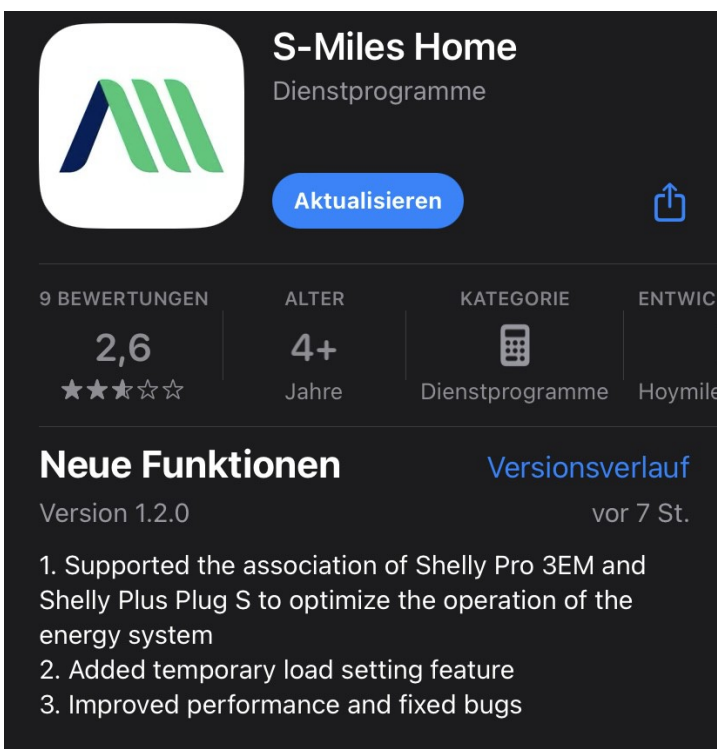 S-Miles Home
Dienstprogramme
Aktualisieren
9 BEWERTUNGEN
ALTER
KATEGORIE
ENTWIC
2,6
4+
Jahre
Dienstprogramme
Hoymile
Neue Funktionen
Versionsverlauf
Version 1.2.0
vor 7 St.
1. Supported the association of Shelly Pro 3EM and
Shelly Plus Plug S to optimize the operation of the
energy system
2. Added temporary load setting feature
3. Improved performance and fixed bugs